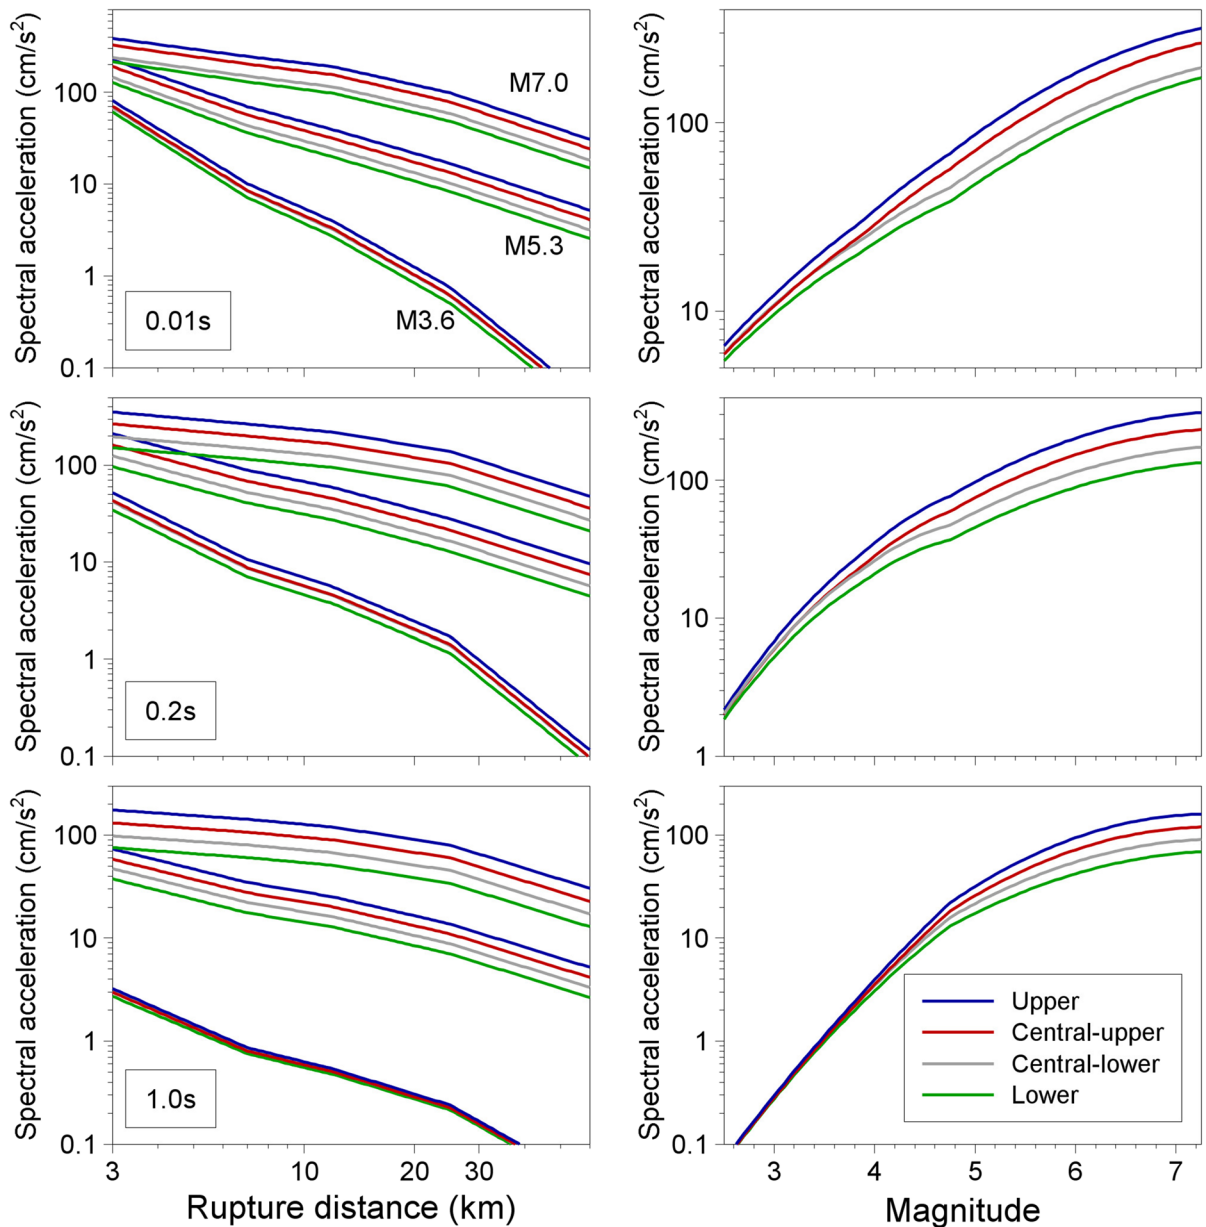 Spectral acceleration (cm/s²)
100
10
1
0.1
M7.0
M5.3
M3.6
0.01s
Spectral acceleration (cm/s²)
100
10
Spectral acceleration (cm/s²)
100
10
1
0.1
0.2s
Spectral acceleration (cm/s²)
100
10
1
Spectral acceleration (cm/s²)
100
10
1
0.1
1.0s
3
10
20
30
Rupture distance (km)
Spectral acceleration (cm/s²)
100
10
1
0.1
Upper
Central-upper
Central-lower
Lower
3
4
5
6
7
Magnitude